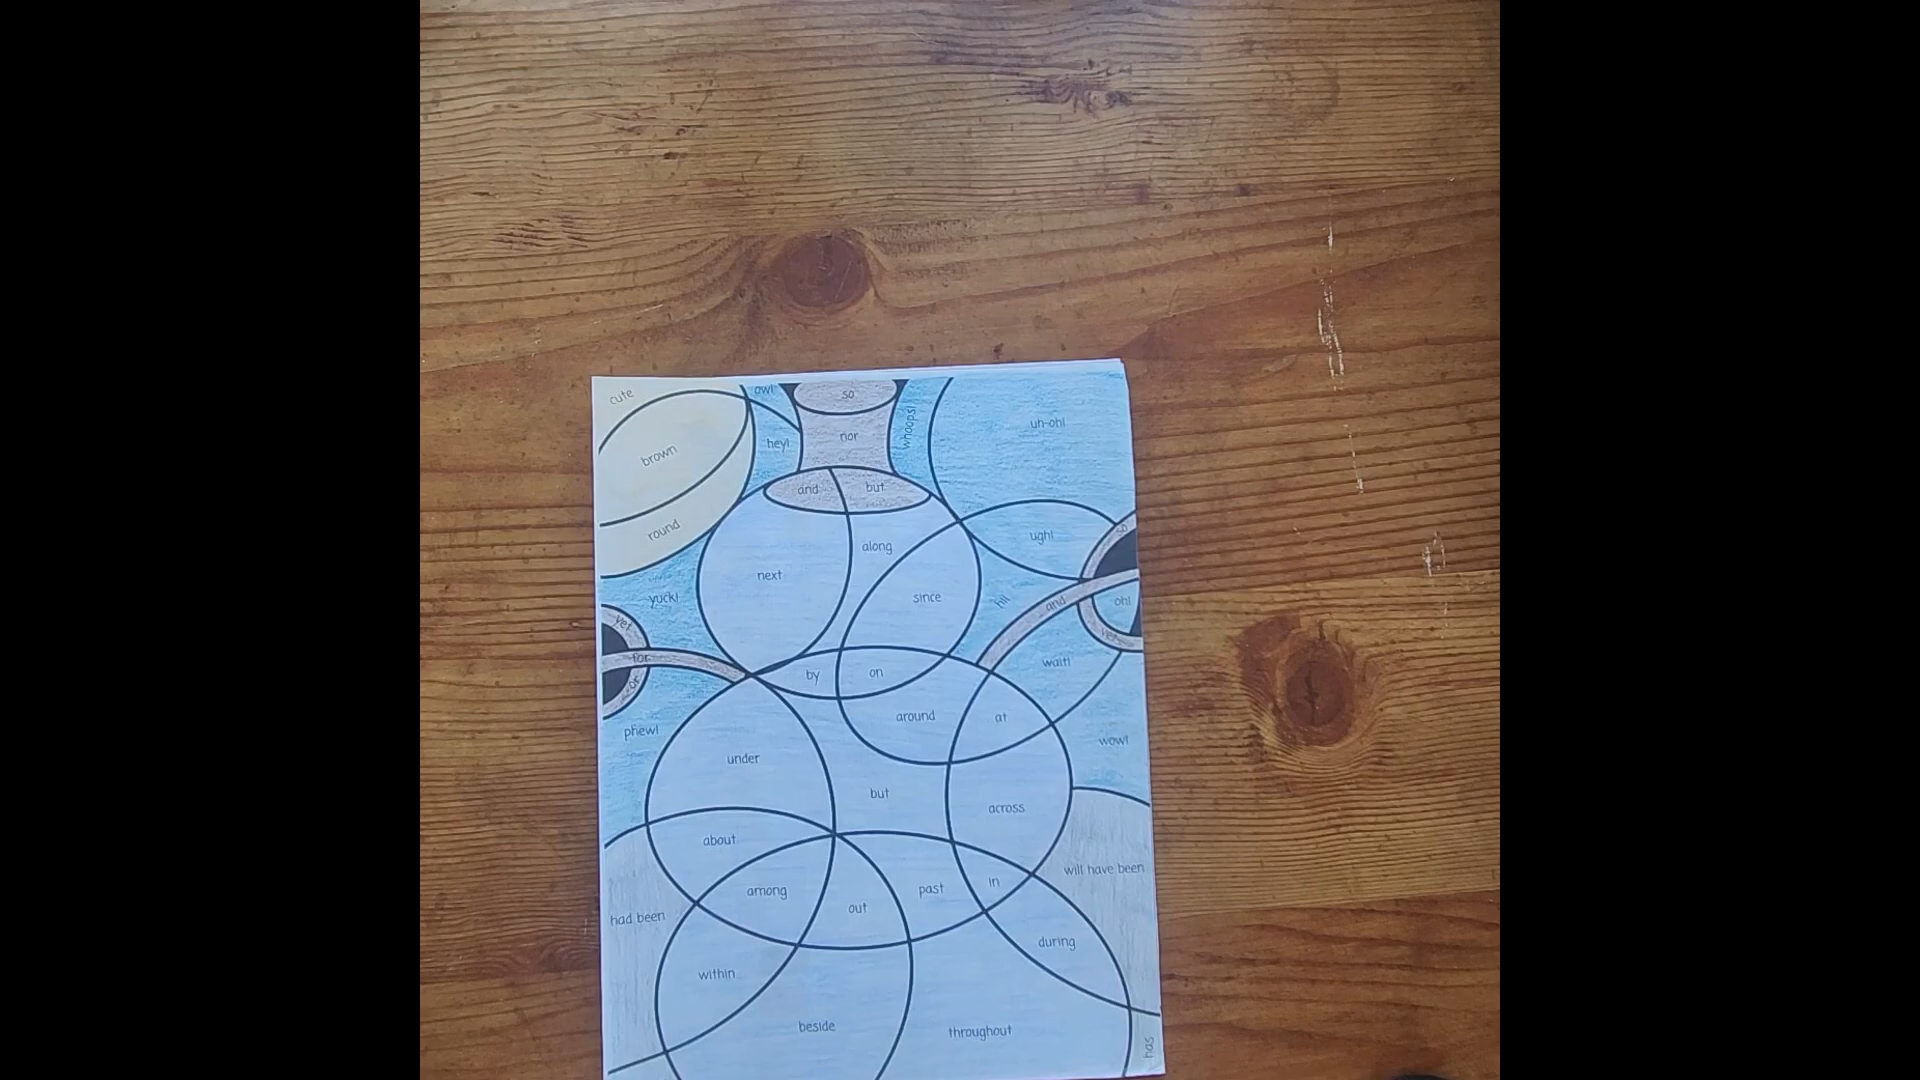 cute
owl
so
brown
hey!
nor
whoops!
uh-oh!
round
and
but
along
ugh!
so
next
since
yuck!
hi!
and
oh!
yet
yet
for
or
by
on
wait!
around
at
phew!
wow!
under
but
across
about
will have been
among
out
past
in
had been
during
within
beside
throughout
has